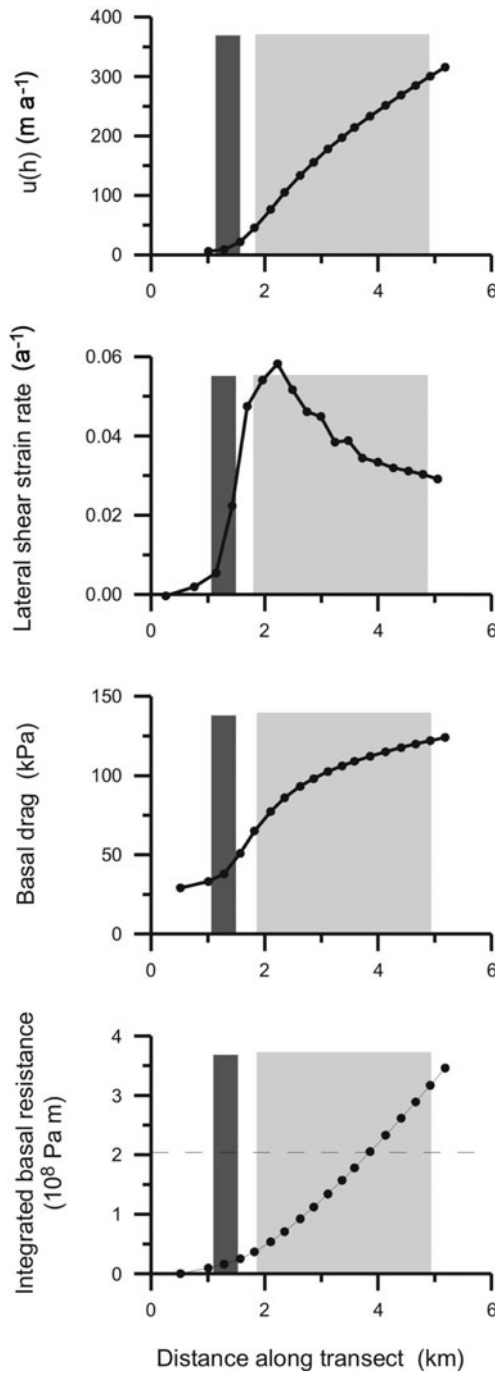 400
300
200
100
0
u(h) (m a⁻¹)
0 2 4 6
0.06
0.04
0.02
0.00
Lateral shear strain rate (a⁻¹)
0 2 4 6
150
100
50
0
Basal drag (kPa)
0 2 4 6
4
3
2
1
0
Integrated basal resistance
(10⁸ Pa m)
0 2 4 6
Distance along transect (km)